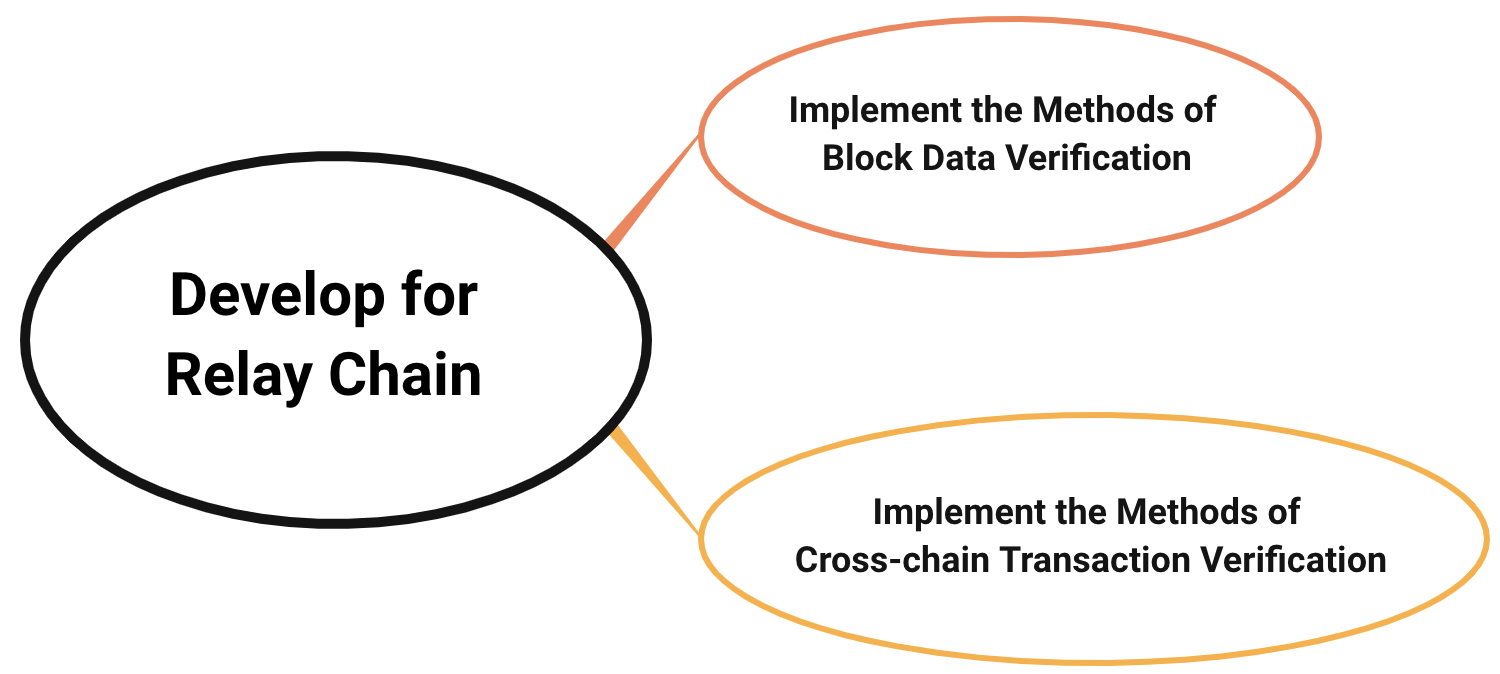 Implement the Methods of
Block Data Verification
Develop for
Relay Chain
Implement the Methods of
Cross-chain Transaction Verification